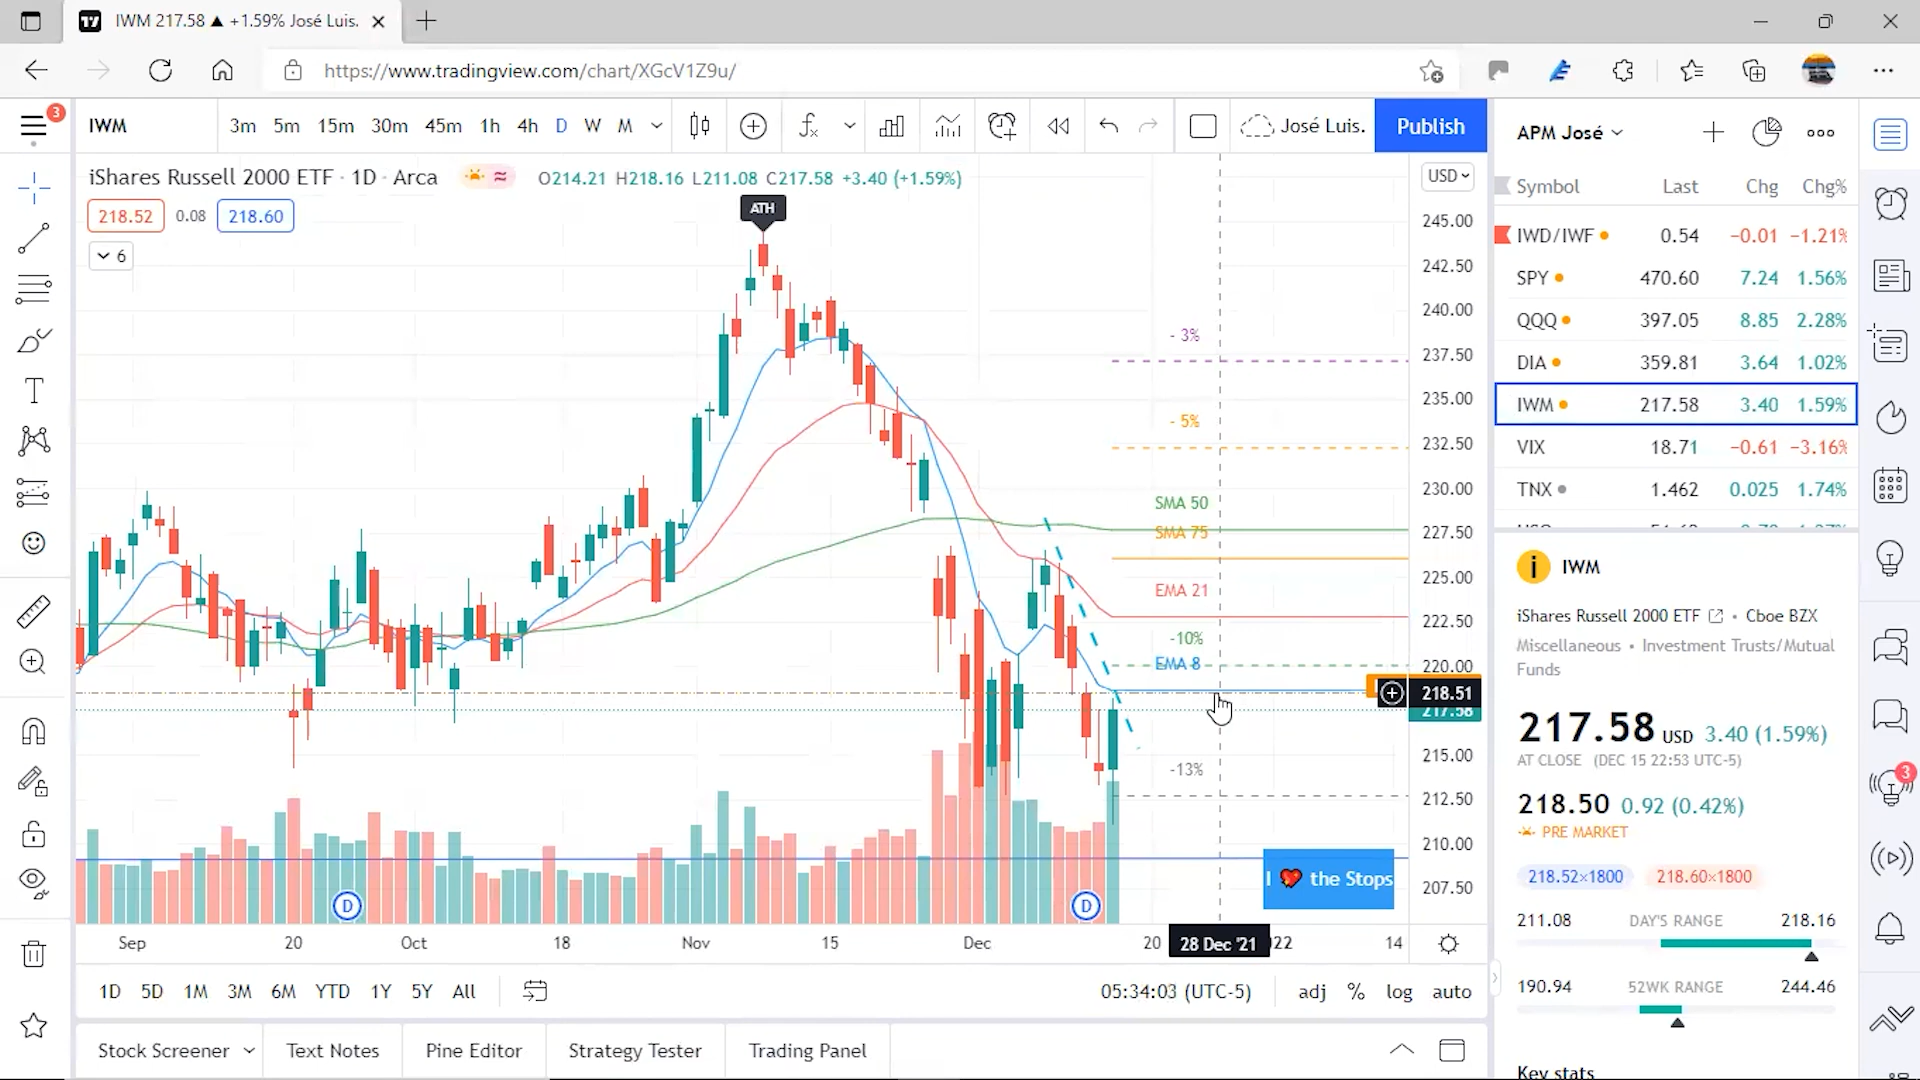 IWM 217.58 ▲ +1.59% José Luis.
https://www.tradingview.com/chart/XGcV1Z9u/
3
IWM
3m 5m 15m 30m 45m 1h 4h D W M
José Luis.
Publish
iShares Russell 2000 ETF · 1D · Arca
O214.21 H218.16 L211.08 C217.58 +3.40 (+1.59%)
218.52 0.08 218.60
6
ATH
- 3%
- 5%
SMA 50
SMA 75
EMA 21
-10%
EMA 8
-13%
I ❤ the Stops
D
D
USD
245.00
242.50
240.00
237.50
235.00
232.50
230.00
227.50
225.00
222.50
220.00
218.51
217.58
215.00
212.50
210.00
207.50
Sep 20 Oct 18 Nov 15 Dec 20 28 Dec '21 22 14
1D 5D 1M 3M 6M YTD 1Y 5Y All
05:34:03 (UTC-5) adj % log auto
Stock Screener Text Notes Pine Editor Strategy Tester Trading Panel
APM José
Symbol Last Chg Chg%
IWD/IWF 0.54 −0.01 −1.21%
SPY 470.60 7.24 1.56%
QQQ 397.05 8.85 2.28%
DIA 359.81 3.64 1.02%
IWM 217.58 3.40 1.59%
VIX 18.71 −0.61 −3.16%
TNX 1.462 0.025 1.74%
i IWM
iShares Russell 2000 ETF • Cboe BZX
Miscellaneous • Investment Trusts/Mutual
Funds
217.58 USD 3.40 (1.59%)
AT CLOSE (DEC 15 22:53 UTC-5)
218.50 0.92 (0.42%)
PRE MARKET
218.52×1800 218.60×1800
211.08 DAY'S RANGE 218.16
190.94 52WK RANGE 244.46
Key stats
3